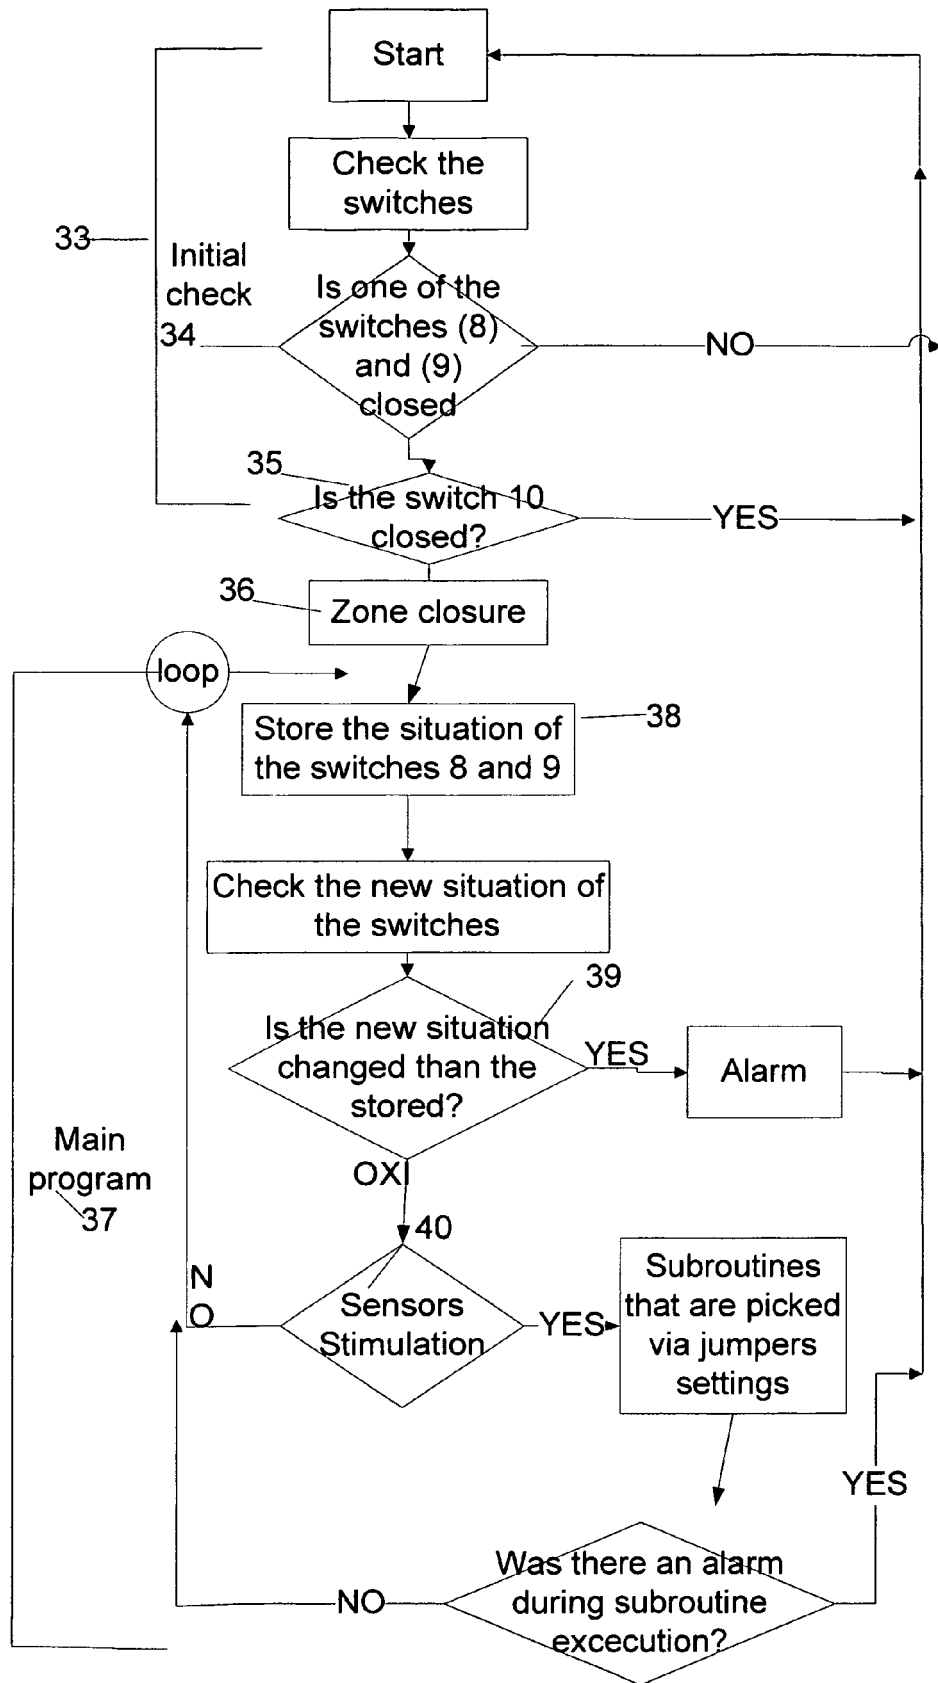 Start
Check the
switches
33
Initial
check
34
Is one of the
switches (8)
and (9)
closed
NO
35
Is the switch 10
closed?
YES
36
Zone closure
loop
Store the situation of
the switches 8 and 9
38
Check the new situation of
the switches
39
Is the new situation
changed than the
stored?
YES
Alarm
OXI
Main
program
37
40
N
O
Sensors
Stimulation
YES
Subroutines
that are picked
via jumpers
settings
YES
Was there an alarm
during subroutine
excecution?
NO